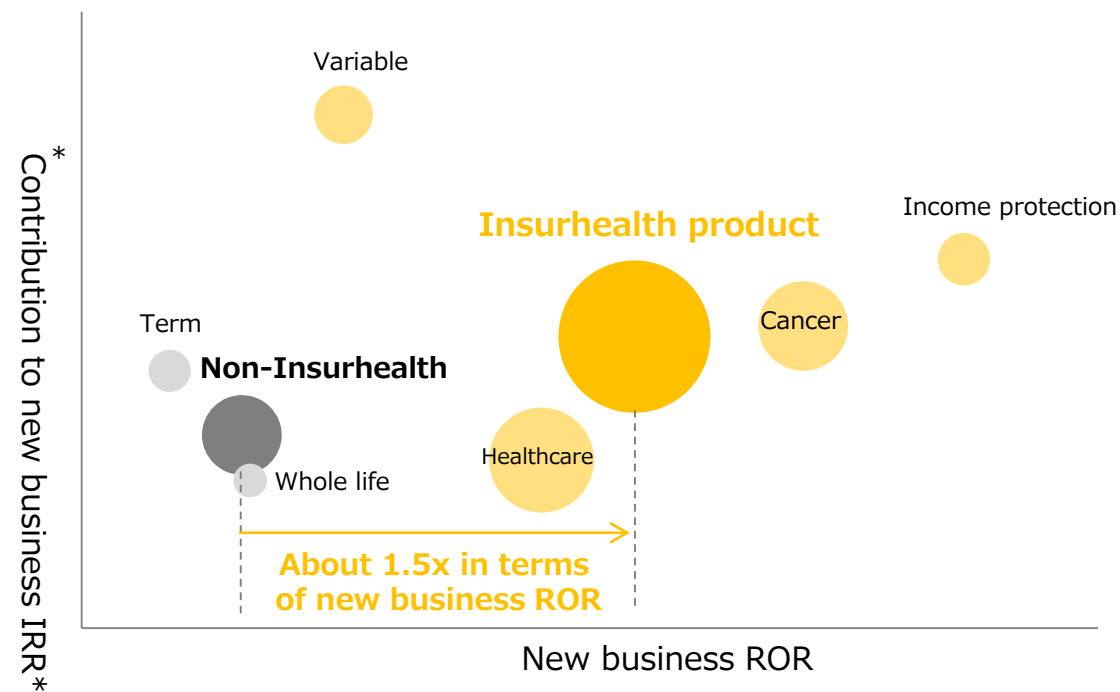 Variable
Income protection
Insurhealth product
Term
Cancer
Non-Insurhealth
Healthcare
Whole life
About 1.5x in terms
of new business ROR
New business ROR
*Contribution to new business IRR*